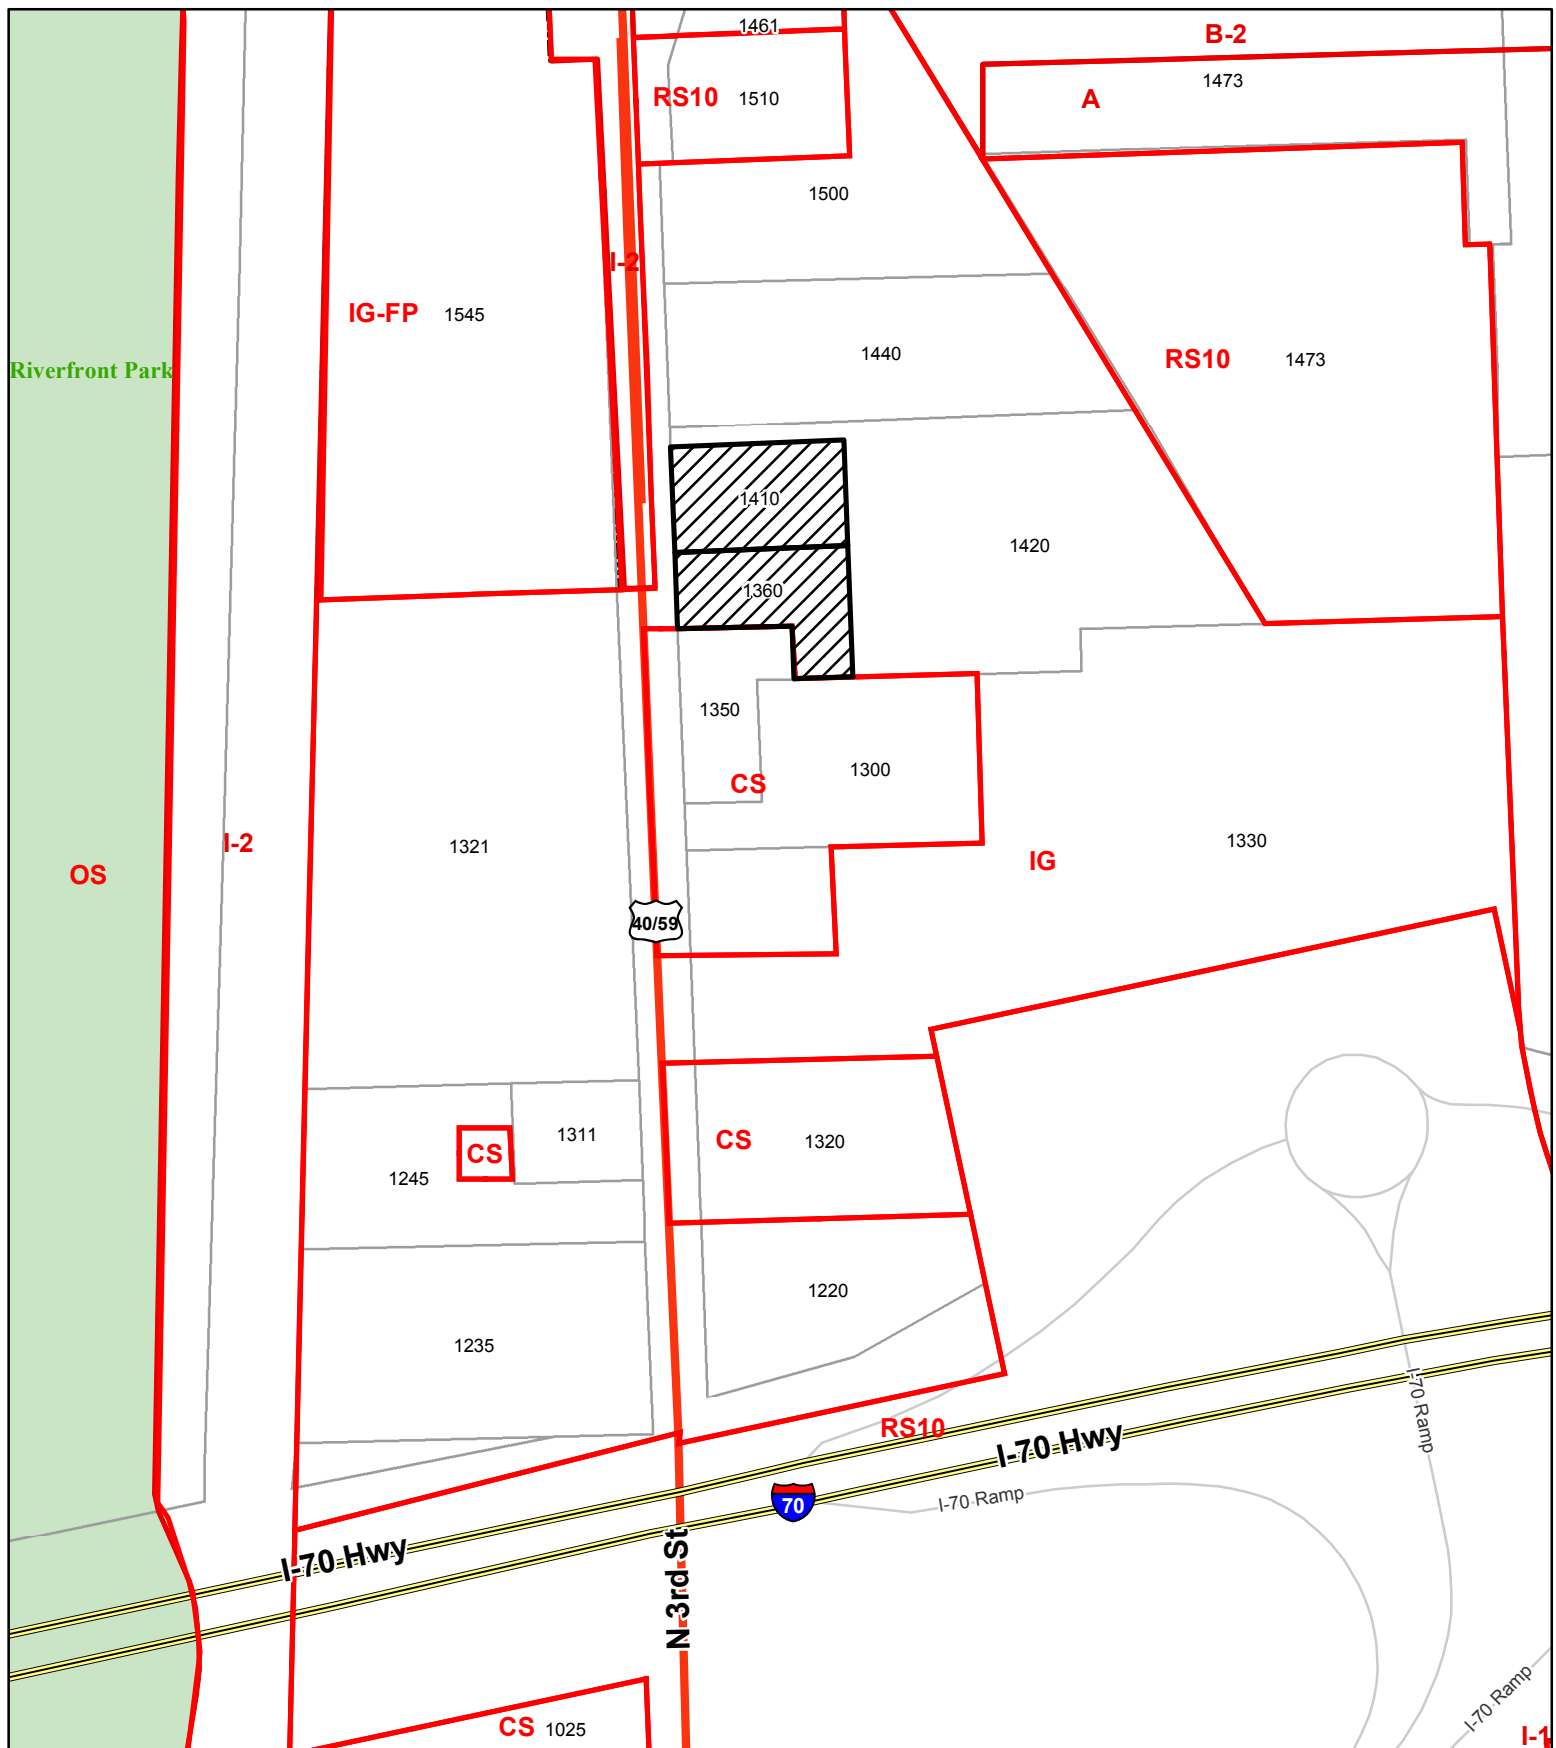 1461
B-2
1473
A
RS10
1510
1500
I-2
IG-FP
1545
1440
RS10
1473
Riverfront Park
1410
1420
1360
1350
1300
CS
I-2
1321
1330
IG
OS
40/59
1311
CS
1320
CS
1245
1220
1235
RS10
I-70 Hwy
I-70 Ramp
I-70 Ramp
70
I-70 Hwy
N 3rd St
I-70 Ramp
CS
1025
I-1